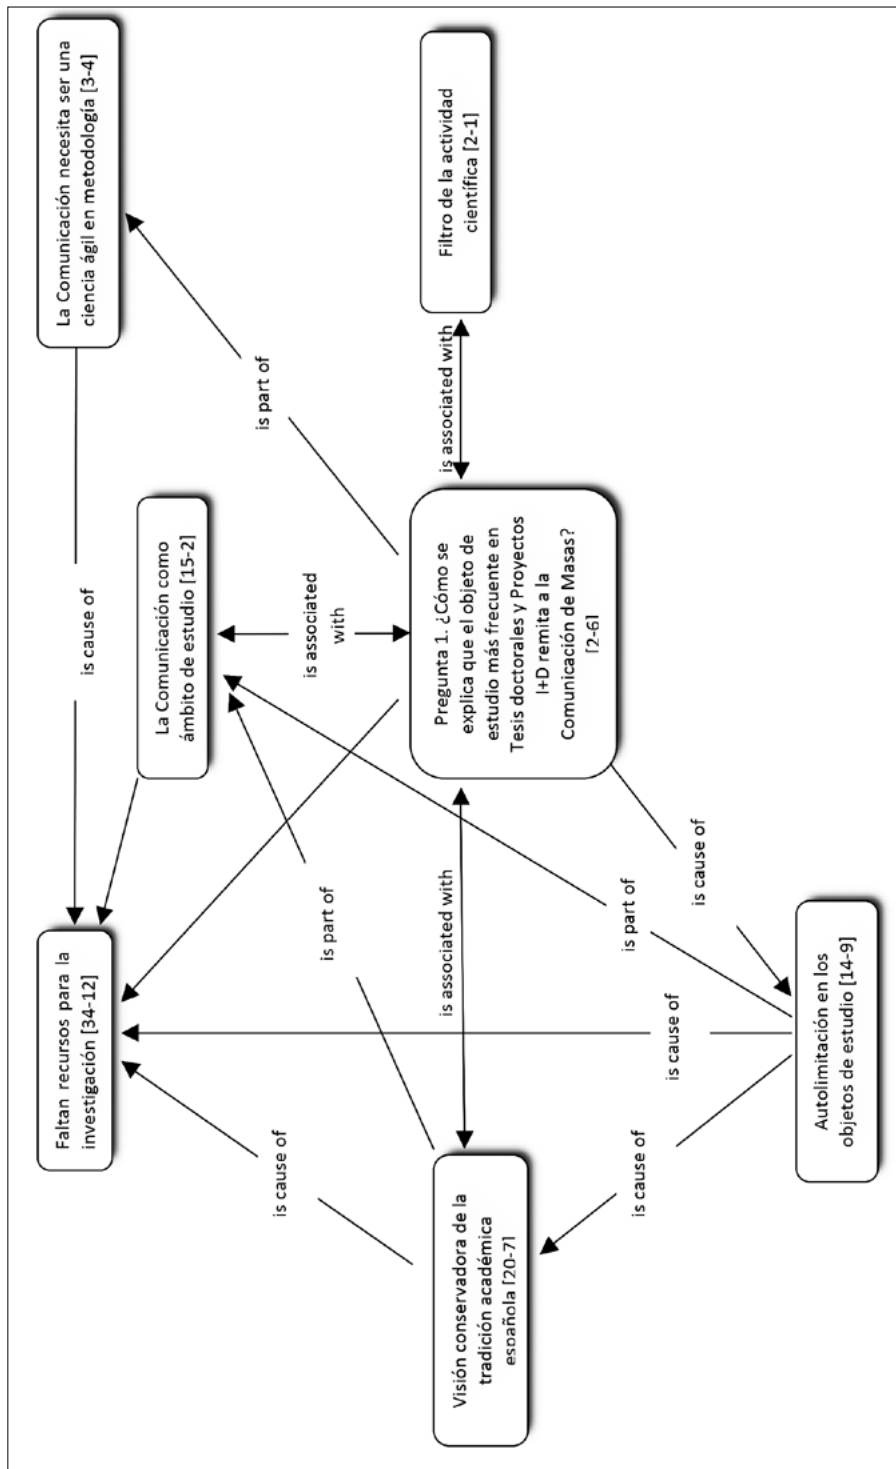 Faltan recursos para la
investigación [34-12]
is cause of
La Comunicación necesita ser una
ciencia ágil en metodología [3-4]
La Comunicación como
ámbito de estudio [15-2]
is part of
is cause of
is associated
with
is part of
Visión conservadora de la
tradición académica
española [20-7]
is associated with
Pregunta 1. ¿Cómo se
explica que el objeto de
estudio más frecuente en
Tesis doctorales y Proyectos
I+D remita a la
Comunicación de Masas?
[2-6]
is associated with
Filtro de la actividad
científica [2-1]
is part of
is cause of
is cause of
is cause of
Autolimitación en los
objetos de estudio [14-9]